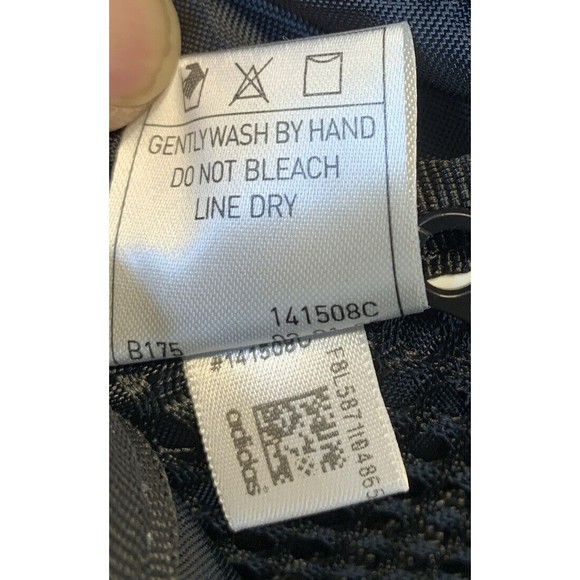 GENTLY WASH BY HAND
DO NOT BLEACH
LINE DRY
141508C
B175
adidas